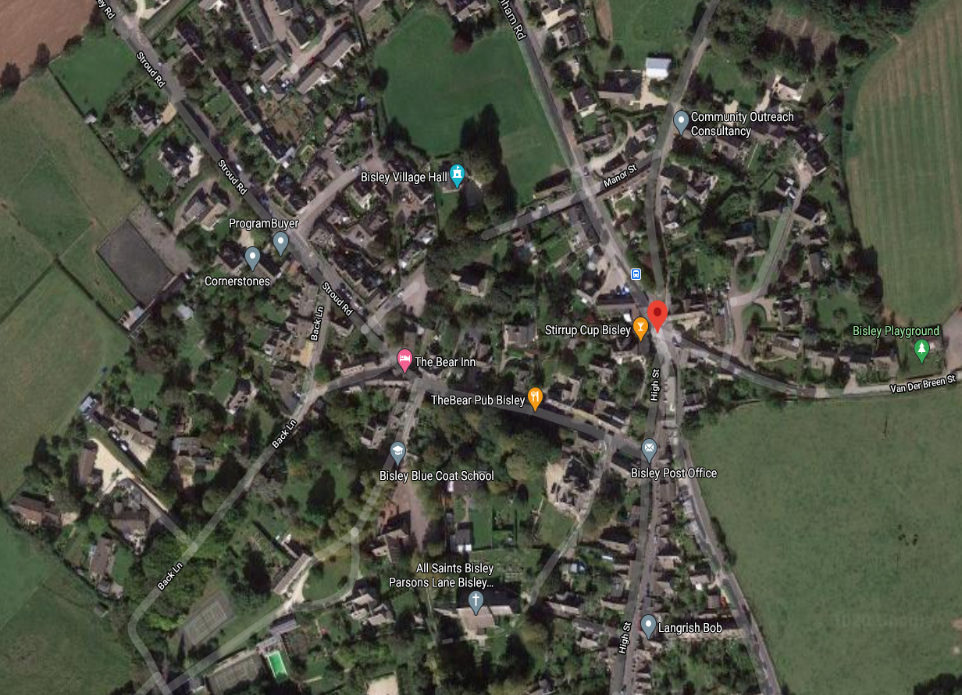 ey Rd
Stroud Rd
ham Rd
Community Outreach
Consultancy
Stroud Rd
Bisley Village Hall
Manor St
ProgramBuyer
Cornerstones
Stroud Rd
Back Ln
Stirrup Cup Bisley
Bisley Playground
The Bear Inn
High St
Van Der Breen St
TheBear Pub Bisley
Back Ln
Bisley Blue Coat School
Bisley Post Office
All Saints Bisley
Parsons Lane Bisley...
Back Ln
High St
Langrish Bob